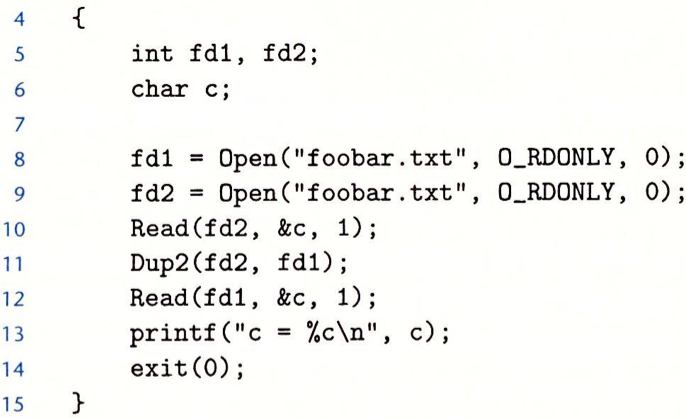 4 {
5 int fd1, fd2;
6 char c;
7
8 fd1 = Open("foobar.txt", O_RDONLY, 0);
9 fd2 = Open("foobar.txt", O_RDONLY, 0);
10 Read(fd2, &c, 1);
11 Dup2(fd2, fd1);
12 Read(fd1, &c, 1);
13 printf("c = %c\n", c);
14 exit(0);
15 }